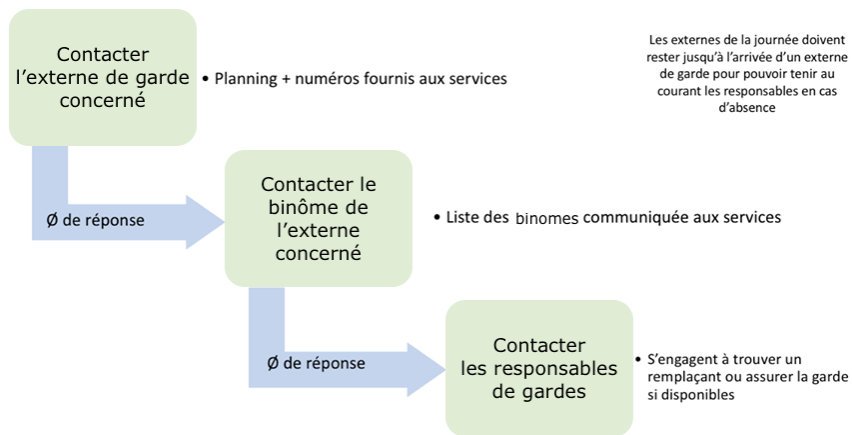 Contacter
l'externe de garde
concerné
• Planning + numéros fournis aux services
Les externes de la journée doivent
rester jusqu'à l'arrivée d'un externe
de garde pour pouvoir tenir au
courant les responsables en cas
d'absence
Ø de réponse
Contacter le
binôme de
l'externe
concerné
• Liste des binomes communiquée aux services
Ø de réponse
Contacter
les responsables
de gardes
• S'engagent à trouver un
remplaçant ou assurer la garde
si disponibles